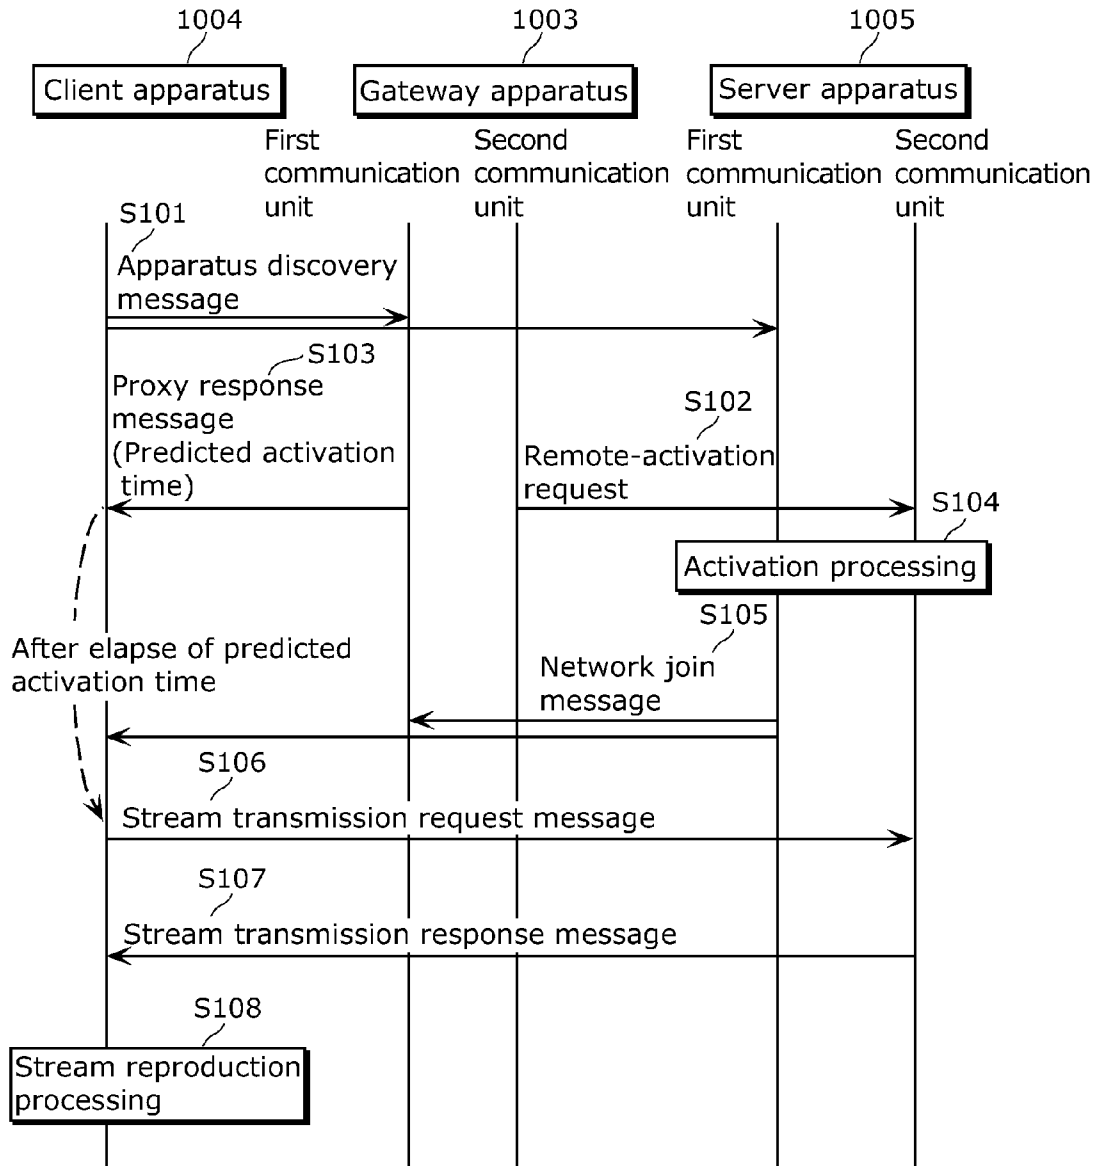 1004
1003
1005
Client apparatus
Gateway apparatus
Server apparatus
First
communication
unit
Second
communication
unit
First
communication
unit
Second
communication
unit
S101
Apparatus discovery
message
S103
Proxy response
message
(Predicted activation
time)
S102
Remote-activation
request
S104
Activation processing
S105
Network join
message
After elapse of predicted
activation time
S106
Stream transmission request message
S107
Stream transmission response message
S108
Stream reproduction
processing